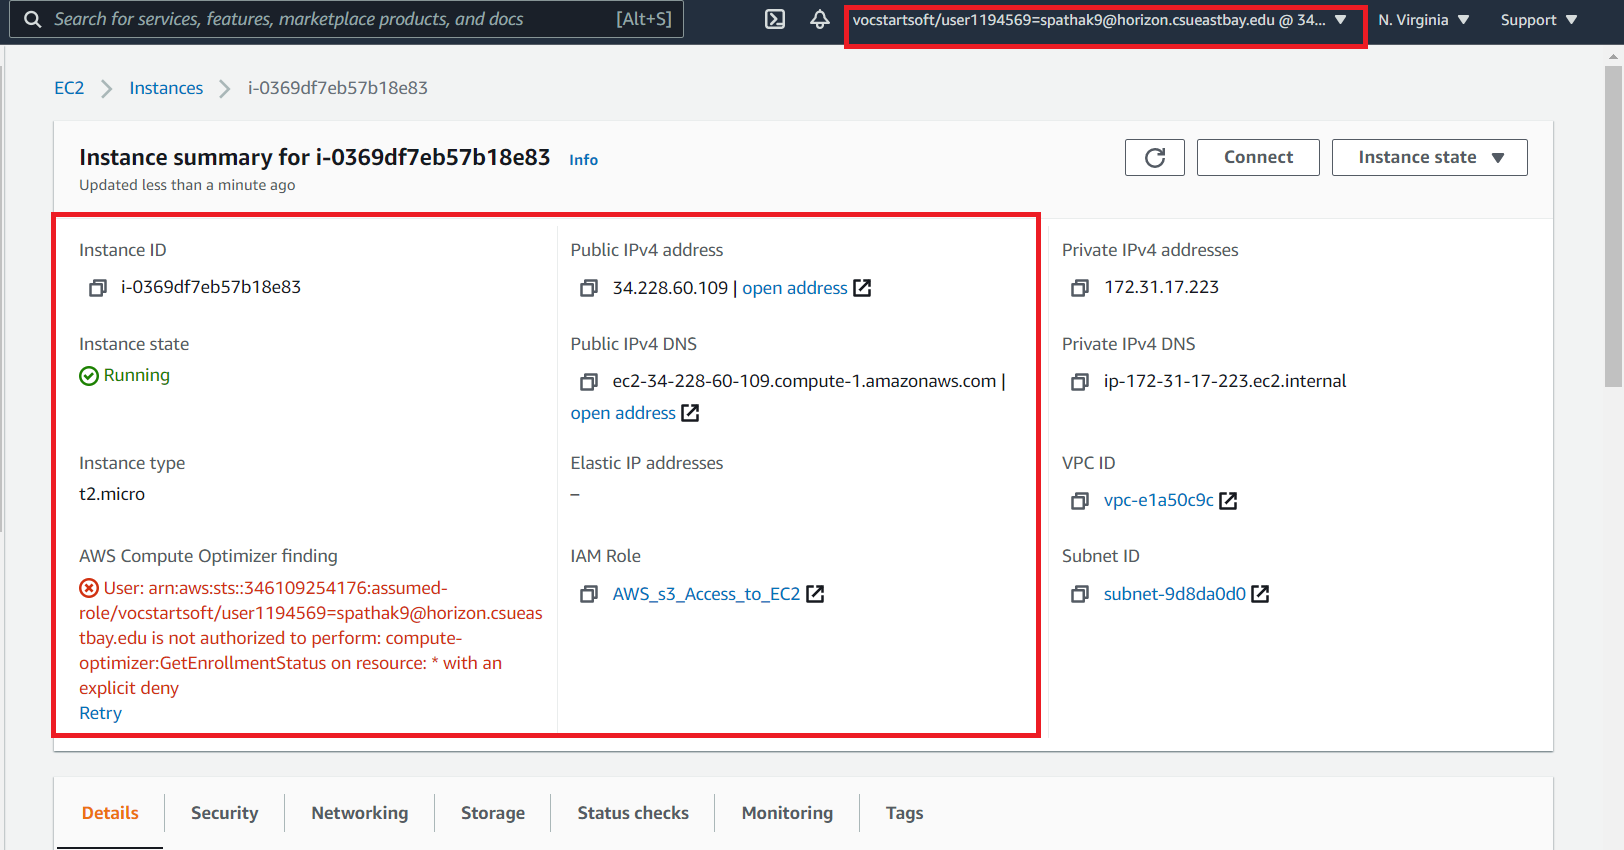 Search for services, features, marketplace products, and docs [Alt+S]
vocstartsoft/user1194569=spathak9@horizon.csueastbay.edu @ 34... N. Virginia Support
EC2 Instances i-0369df7eb57b18e83
Instance summary for i-0369df7eb57b18e83 Info
Updated less than a minute ago
Connect Instance state
Instance ID
i-0369df7eb57b18e83
Public IPv4 address
34.228.60.109 | open address
Private IPv4 addresses
172.31.17.223
Instance state
Running
Public IPv4 DNS
ec2-34-228-60-109.compute-1.amazonaws.com |
open address
Private IPv4 DNS
ip-172-31-17-223.ec2.internal
Instance type
t2.micro
Elastic IP addresses
–
VPC ID
vpc-e1a50c9c
AWS Compute Optimizer finding
User: arn:aws:sts::346109254176:assumed-
role/vocstartsoft/user1194569=spathak9@horizon.csueas
tbay.edu is not authorized to perform: compute-
optimizer:GetEnrollmentStatus on resource: * with an
explicit deny
Retry
IAM Role
AWS_s3_Access_to_EC2
Subnet ID
subnet-9d8da0d0
Details Security Networking Storage Status checks Monitoring Tags